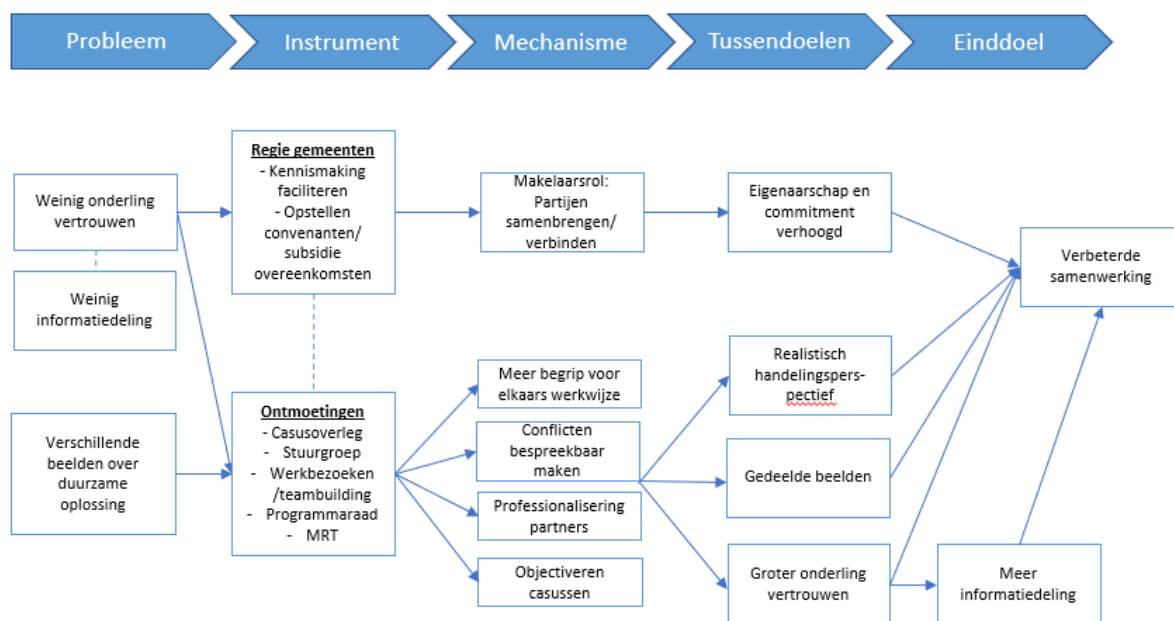 Probleem
Instrument
Mechanisme
Tussendoelen
Einddoel
Weinig onderling
vertrouwen
Weinig
informatiedeling
Verschillende
beelden over
duurzame
oplossing
Regie gemeenten
- Kennismaking
faciliteren
- Opstellen
convenanten/
subsidie
overeenkomsten
Ontmoetingen
- Casusoverleg
- Stuurgroep
- Werkbezoeken
/teambuilding
- Programmaraad
- MRT
Makelaarsrol:
Partijen
samenbrengen/
verbinden
Meer begrip voor
elkaars werkwijze
Conflicten
bespreekbaar
maken
Professionalisering
partners
Objectiveren
casussen
Eigenaarschap en
commitment
verhoogd
Realistisch
handelingspers-
spectief
Gedeelde beelden
Groter onderling
vertrouwen
Verbeterde
samenwerking
Meer
informatiedeling